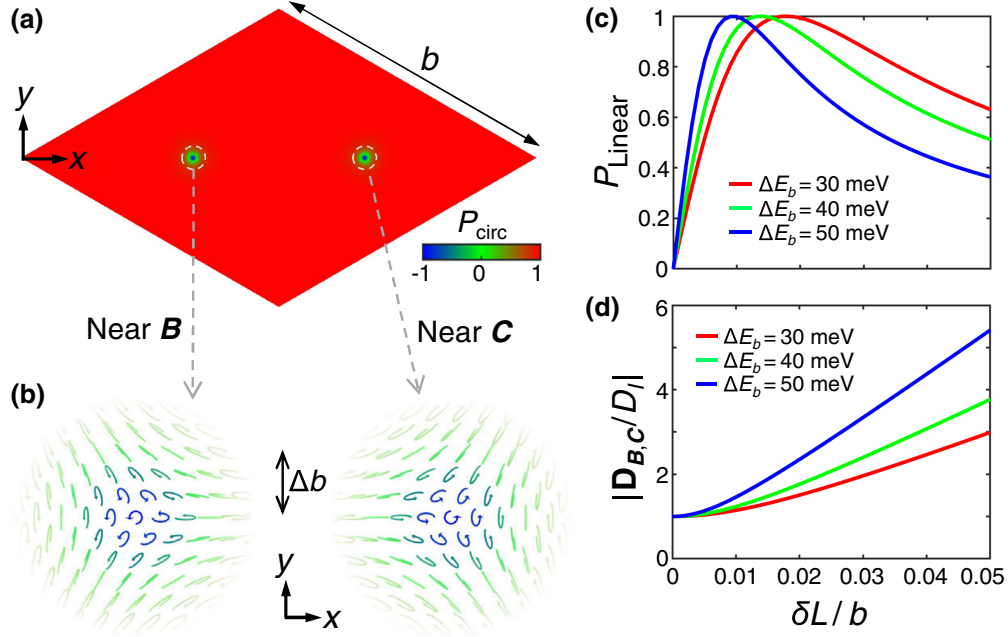 (a)
b
y
x
P_circ
-1 0 1
Near B
Near C
(b)
Δb
y
x
(c)
P_Linear
1
0.8
0.6
0.4
0.2
0
ΔE_b = 30 meV
ΔE_b = 40 meV
ΔE_b = 50 meV
(d)
|D_B,C/D_l|
6
4
2
0
ΔE_b = 30 meV
ΔE_b = 40 meV
ΔE_b = 50 meV
0 0.01 0.02 0.03 0.04 0.05
δL/b